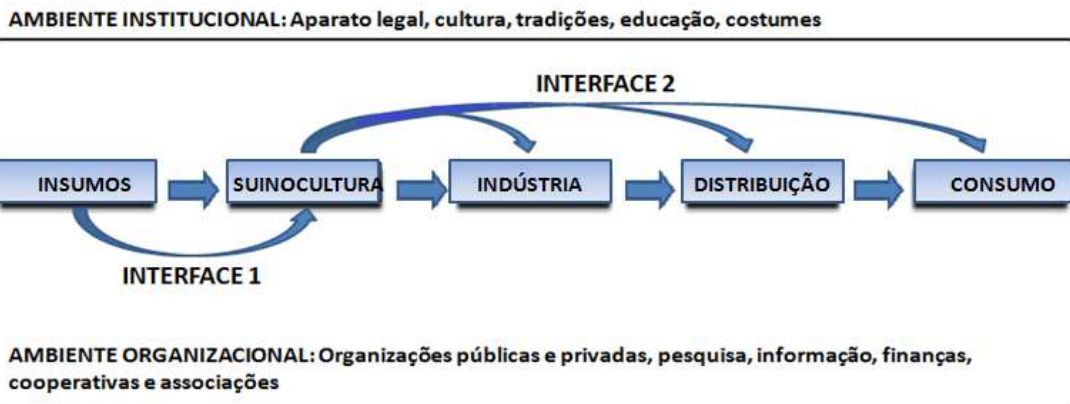 AMBIENTE INSTITUCIONAL: Aparato legal, cultura, tradições, educação, costumes
INTERFACE 2
INSUMOS
SUINOCULTURA
INDÚSTRIA
DISTRIBUIÇÃO
CONSUMO
INTERFACE 1
AMBIENTE ORGANIZACIONAL: Organizações públicas e privadas, pesquisa, informação, finanças,
cooperativas e associações